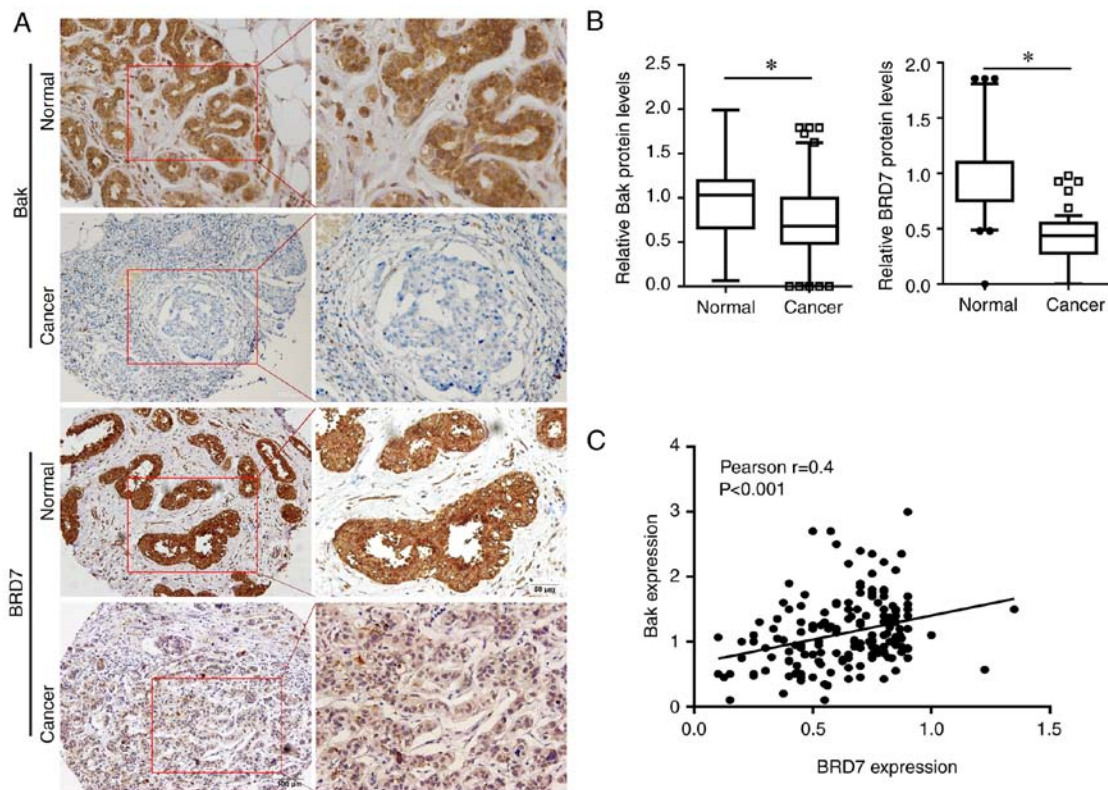 A
Bak
Normal
Cancer
BRD7
Normal
Cancer
B
*
Relative Bak protein levels
2.5
2.0
1.5
1.0
0.5
0.0
Normal
Cancer
*
Relative BRD7 protein levels
2.0
1.5
1.0
0.5
0.0
Normal
Cancer
C
Pearson r=0.4
P<0.001
Bak expression
4
3
2
1
0
0.0
0.5
1.0
1.5
BRD7 expression